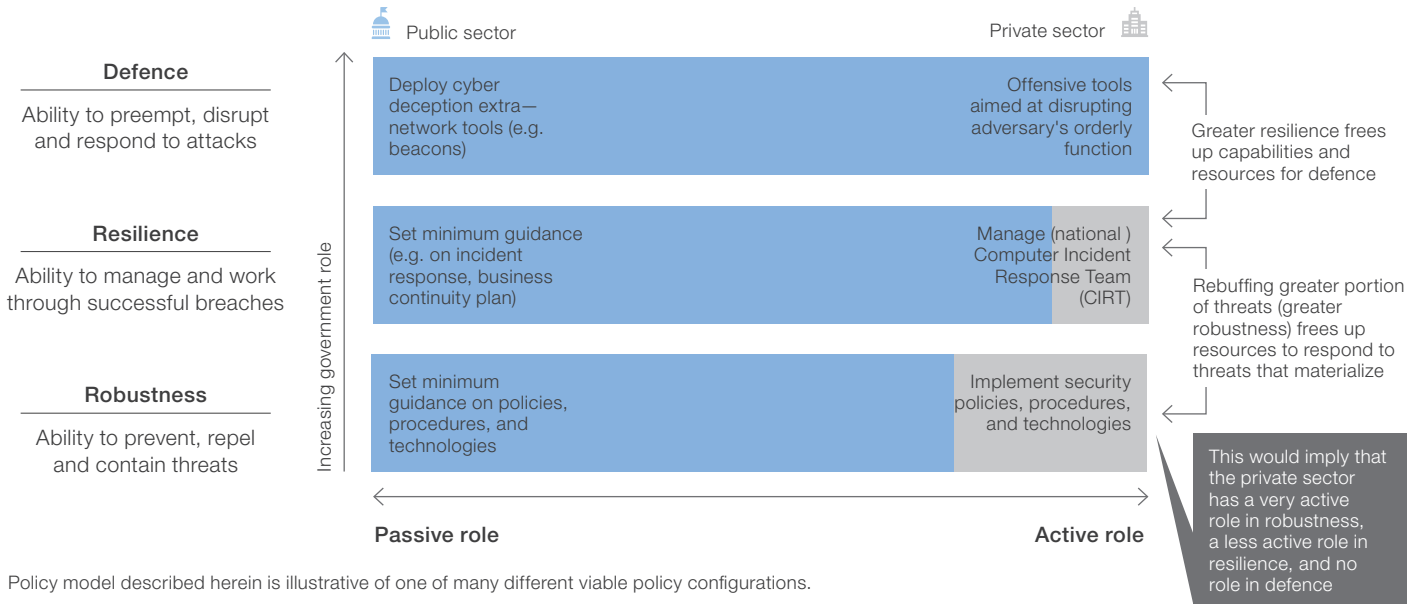 Public sector
Private sector
Defence
Ability to preempt, disrupt
and respond to attacks
Deploy cyber
deception extra—
network tools (e.g.
beacons)
Offensive tools
aimed at disrupting
adversary's orderly
function
Greater resilience frees
up capabilities and
resources for defence
Resilience
Ability to manage and work
through successful breaches
Set minimum guidance
(e.g. on incident
response, business
continuity plan)
Manage (national )
Computer Incident
Response Team
(CIRT)
Rebuffing greater portion
of threats (greater
robustness) frees up
resources to respond to
threats that materialize
Robustness
Ability to prevent, repel
and contain threats
Increasing government role
Set minimum
guidance on policies,
procedures, and
technologies
Implement security
policies, procedures,
and technologies
This would imply that
the private sector
has a very active
role in robustness,
a less active role in
resilience, and no
role in defence
Passive role
Active role
Policy model described herein is illustrative of one of many different viable policy configurations.